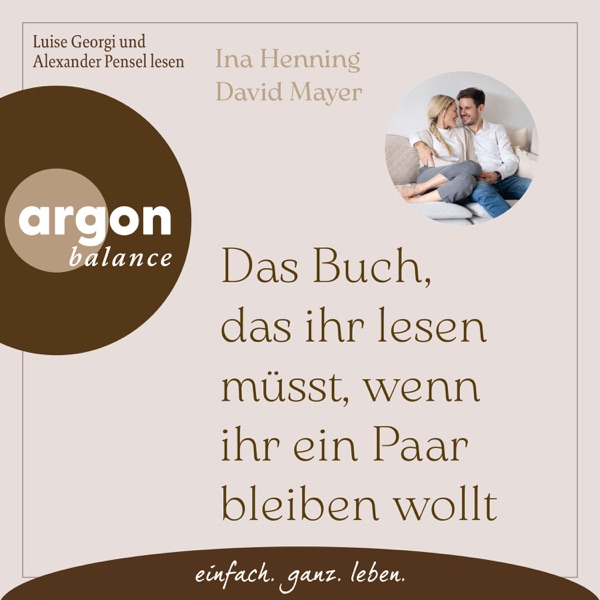 Luise Georgi und
Alexander Pensel lesen
Ina Henning
David Mayer
argon
balance
Das Buch,
das ihr lesen
müsst, wenn
ihr ein Paar
bleiben wollt
einfach. ganz. leben.